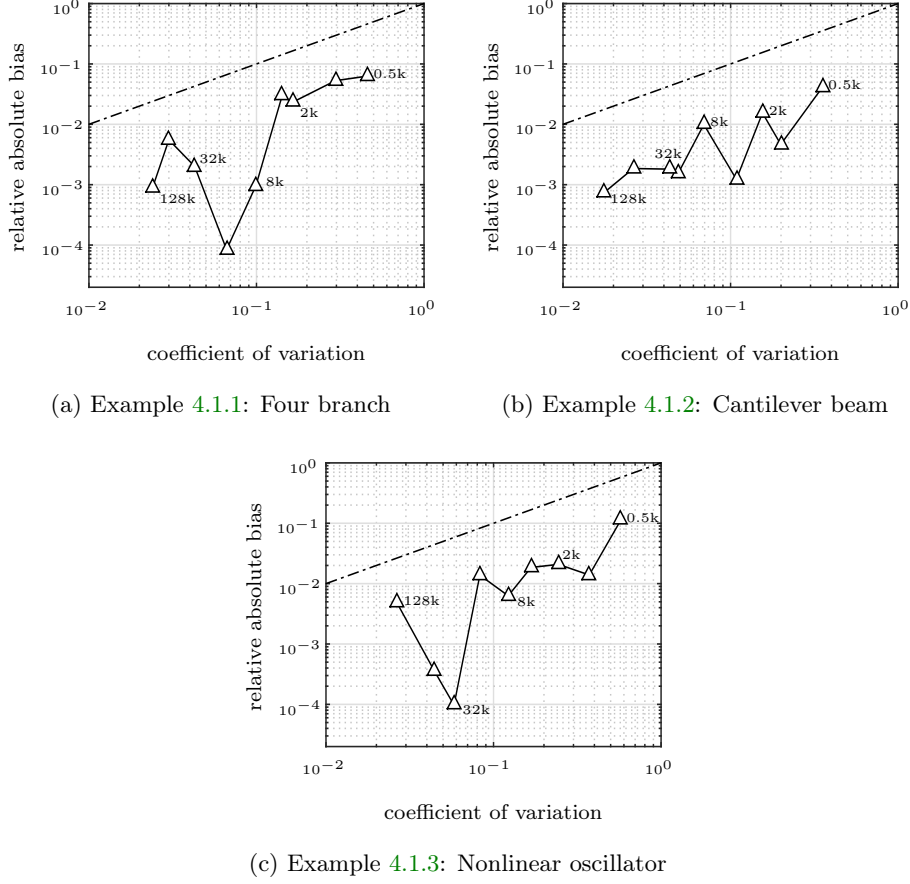 10^0
10^-1
10^-2
10^-3
10^-4
relative absolute bias
0.5k
2k
8k
32k
128k
10^-2
10^-1
10^0
coefficient of variation
(a) Example 4.1.1: Four branch
10^0
10^-1
10^-2
10^-3
10^-4
relative absolute bias
0.5k
2k
8k
32k
128k
10^-2
10^-1
10^0
coefficient of variation
(b) Example 4.1.2: Cantilever beam
10^0
10^-1
10^-2
10^-3
10^-4
relative absolute bias
0.5k
2k
8k
128k
32k
10^-2
10^-1
10^0
coefficient of variation
(c) Example 4.1.3: Nonlinear oscillator